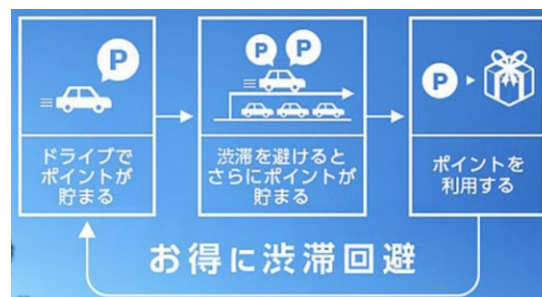 P
ドライブで
ポイントが
貯まる
P P
渋滞を避けると
さらにポイントが
貯まる
P
ポイントを
利用する
お得に渋滞回避